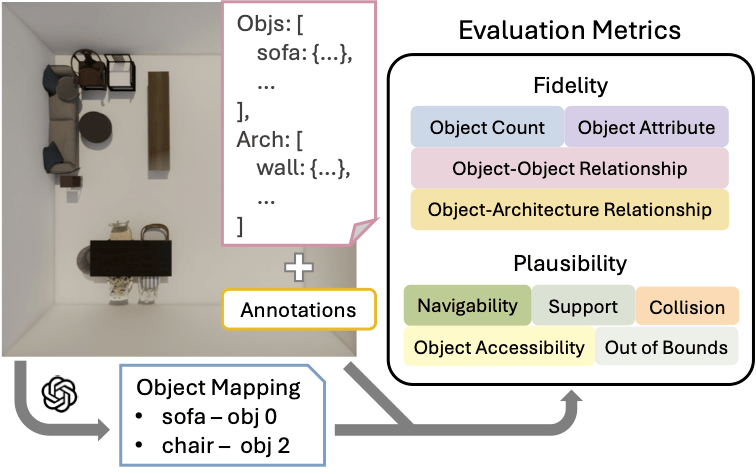 Objs: [
sofa: {...},
...
],
Arch: [
wall: {...},
...
]
Annotations
Object Mapping
• sofa – obj 0
• chair – obj 2
Evaluation Metrics
Fidelity
Object Count
Object Attribute
Object-Object Relationship
Object-Architecture Relationship
Plausibility
Navigability
Support
Collision
Object Accessibility
Out of Bounds